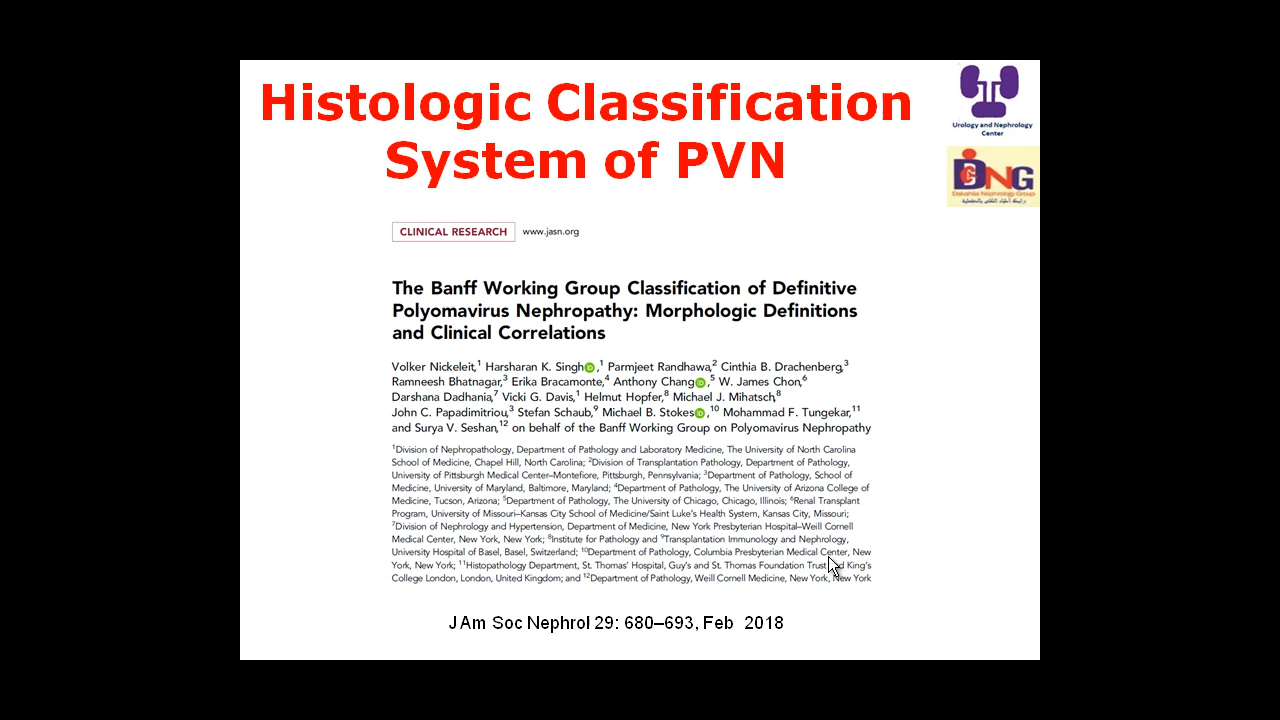 Histologic Classification
System of PVN
Urology and Nephrology
Center
DNG
Dakahlia Nephrology Group
CLINICAL RESEARCH www.jasn.org
The Banff Working Group Classification of Definitive
Polyomavirus Nephropathy: Morphologic Definitions
and Clinical Correlations
Volker Nickeleit,1 Harsharan K. Singh iD,1 Parmjeet Randhawa,2 Cinthia B. Drachenberg,3
Ramneesh Bhatnagar,3 Erika Bracamonte,4 Anthony Chang iD,5 W. James Chon,6
Darshana Dadhania,7 Vicki G. Davis,1 Helmut Hopfer,8 Michael J. Mihatsch,8
John C. Papadimitriou,3 Stefan Schaub,9 Michael B. Stokes iD,10 Mohammad F. Tungekar,11
and Surya V. Seshan,12 on behalf of the Banff Working Group on Polyomavirus Nephropathy
1Division of Nephropathology, Department of Pathology and Laboratory Medicine, The University of North Carolina
School of Medicine, Chapel Hill, North Carolina; 2Division of Transplantation Pathology, Department of Pathology,
University of Pittsburgh Medical Center–Montefiore, Pittsburgh, Pennsylvania; 3Department of Pathology, School of
Medicine, University of Maryland, Baltimore, Maryland; 4Department of Pathology, The University of Arizona College of
Medicine, Tucson, Arizona; 5Department of Pathology, The University of Chicago, Chicago, Illinois; 6Renal Transplant
Program, University of Missouri–Kansas City School of Medicine/Saint Luke's Health System, Kansas City, Missouri;
7Division of Nephrology and Hypertension, Department of Medicine, New York Presbyterian Hospital–Weill Cornell
Medical Center, New York, New York; 8Institute for Pathology and 9Transplantation Immunology and Nephrology,
University Hospital of Basel, Basel, Switzerland; 10Department of Pathology, Columbia Presbyterian Medical Center, New
York, New York; 11Histopathology Department, St. Thomas' Hospital, Guy's and St. Thomas Foundation Trust and King's
College London, London, United Kingdom; and 12Department of Pathology, Weill Cornell Medicine, New York, New York
J Am Soc Nephrol 29: 680–693, Feb 2018